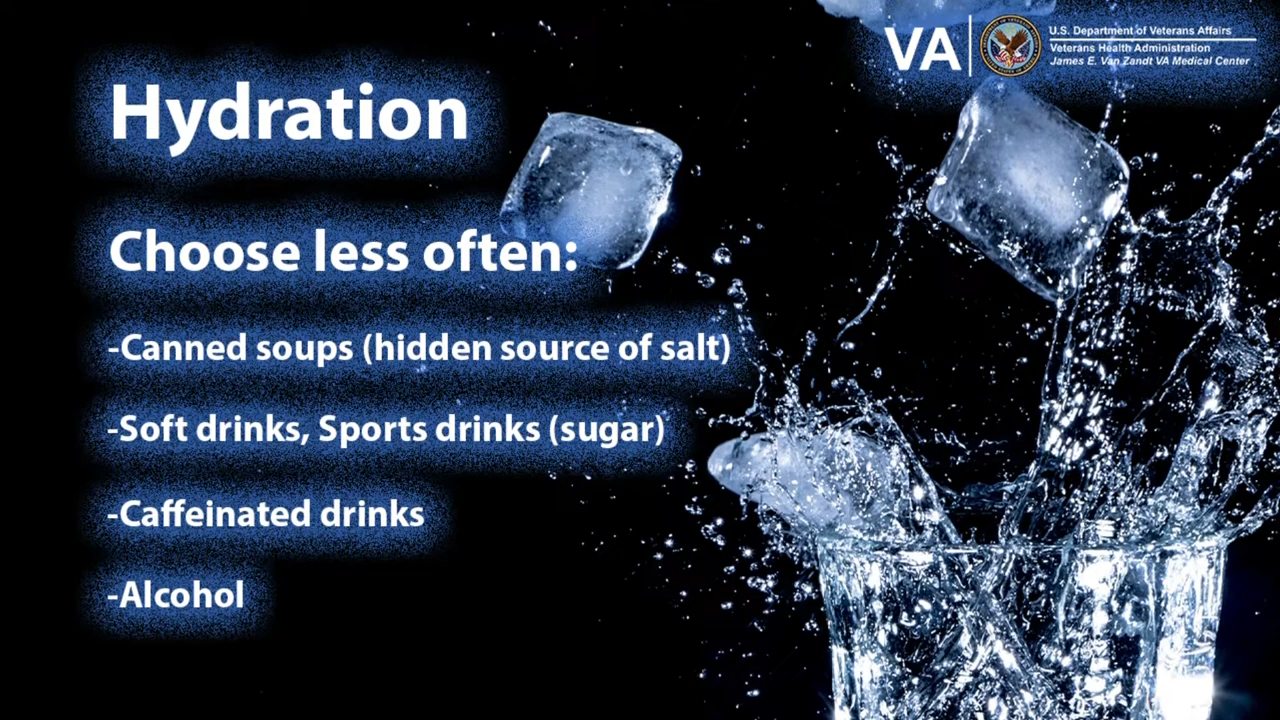 VA
U.S. Department of Veterans Affairs
Veterans Health Administration
James E. Van Zandt VA Medical Center
Hydration
Choose less often:
-Canned soups (hidden source of salt)
-Soft drinks, Sports drinks (sugar)
-Caffeinated drinks
-Alcohol